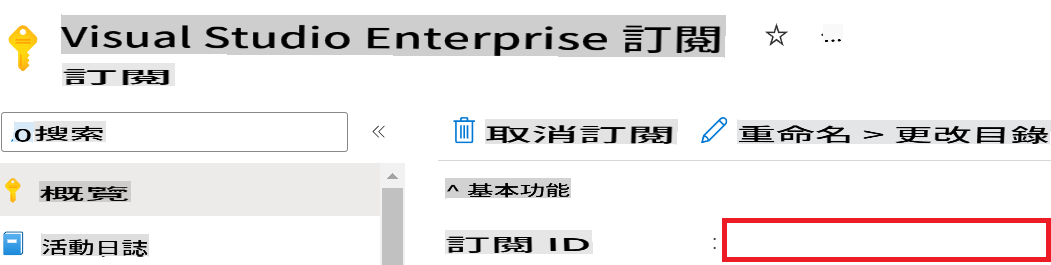 Visual Studio Enterprise 訂閱
訂閱
搜索
取消訂閱
重命名 > 更改目錄
概覽
^ 基本功能
活動日誌
訂閱 ID :